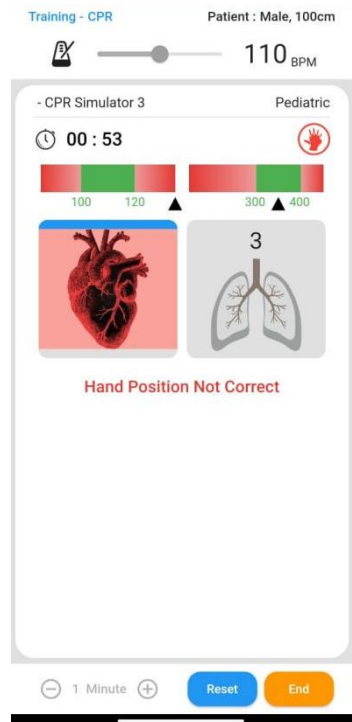 Training - CPR Patient : Male, 100cm
110 BPM
- CPR Simulator 3 Pediatric
00 : 53
100 120 300 400
3
Hand Position Not Correct
1 Minute
Reset End